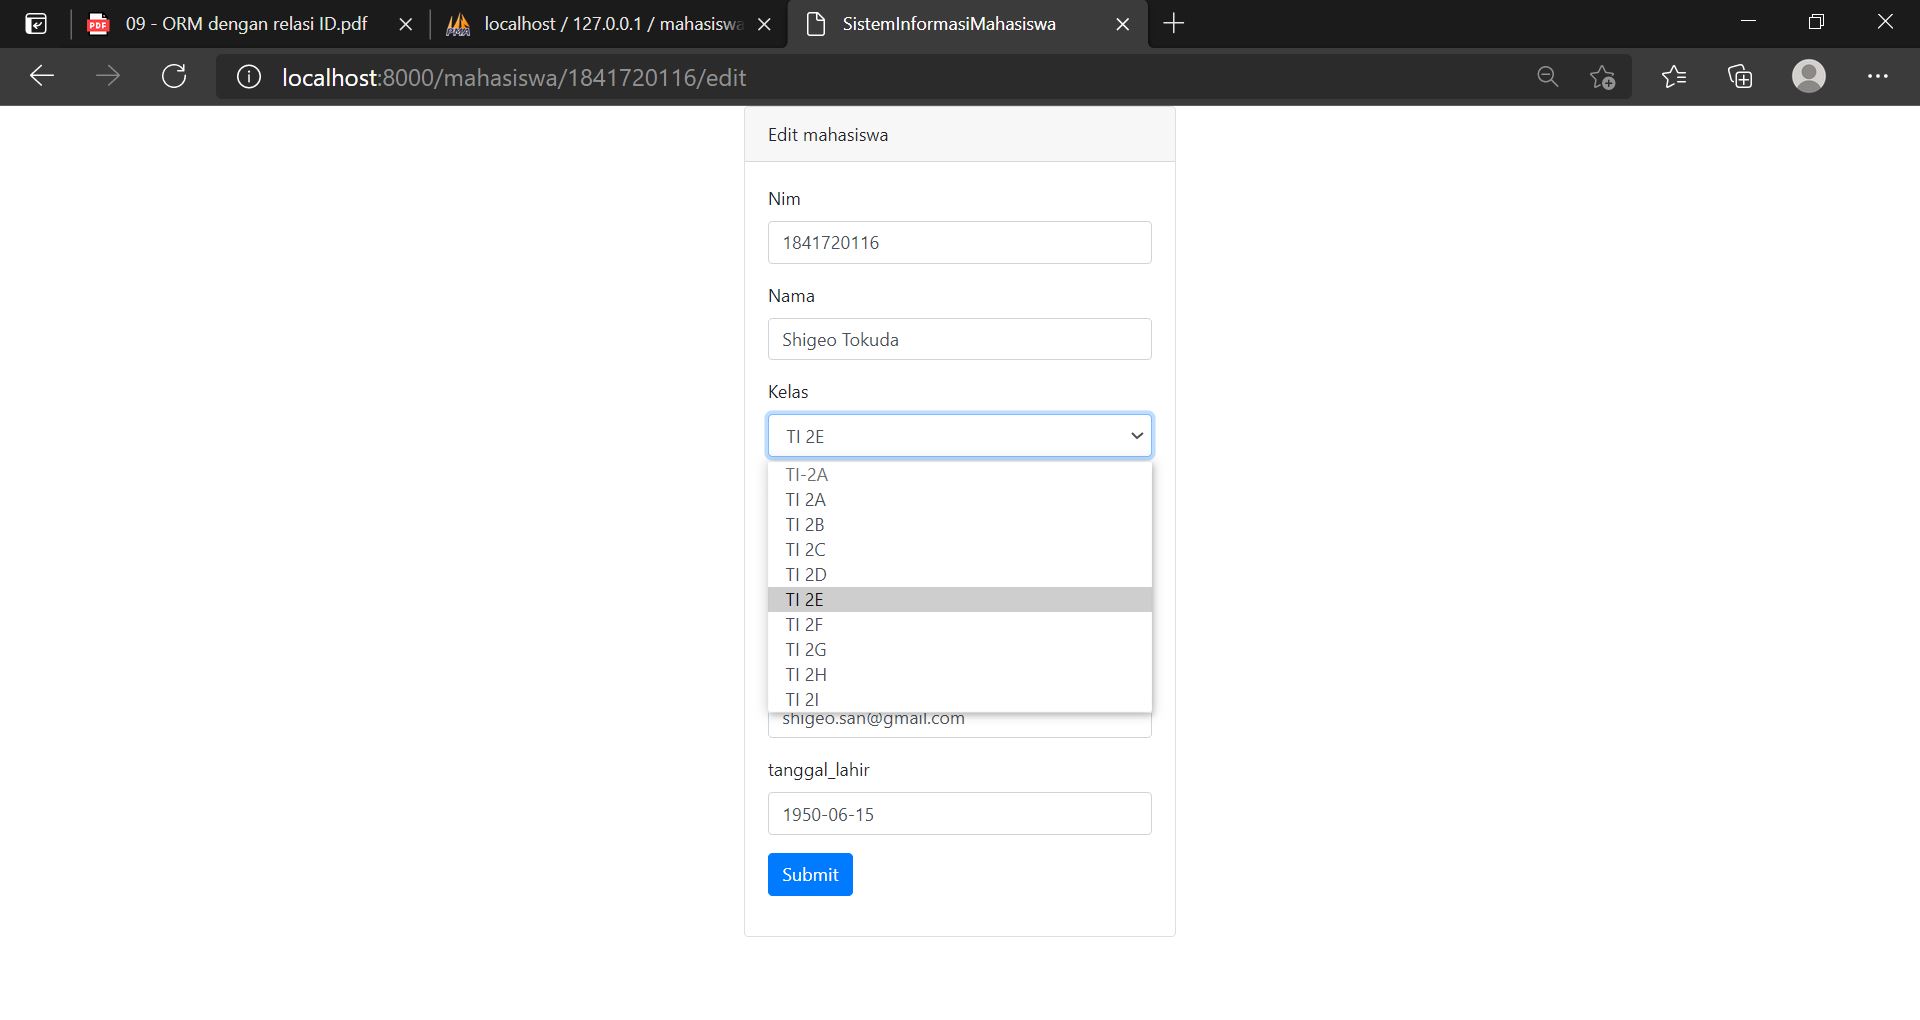 09 - ORM dengan relasi ID.pdf
localhost / 127.0.0.1 / mahasiswa
SistemInformasiMahasiswa
localhost:8000/mahasiswa/1841720116/edit
Edit mahasiswa
Nim
1841720116
Nama
Shigeo Tokuda
Kelas
TI 2E
TI-2A
TI 2A
TI 2B
TI 2C
TI 2D
TI 2E
TI 2F
TI 2G
TI 2H
TI 2I
shigeo.san@gmail.com
tanggal_lahir
1950-06-15
Submit